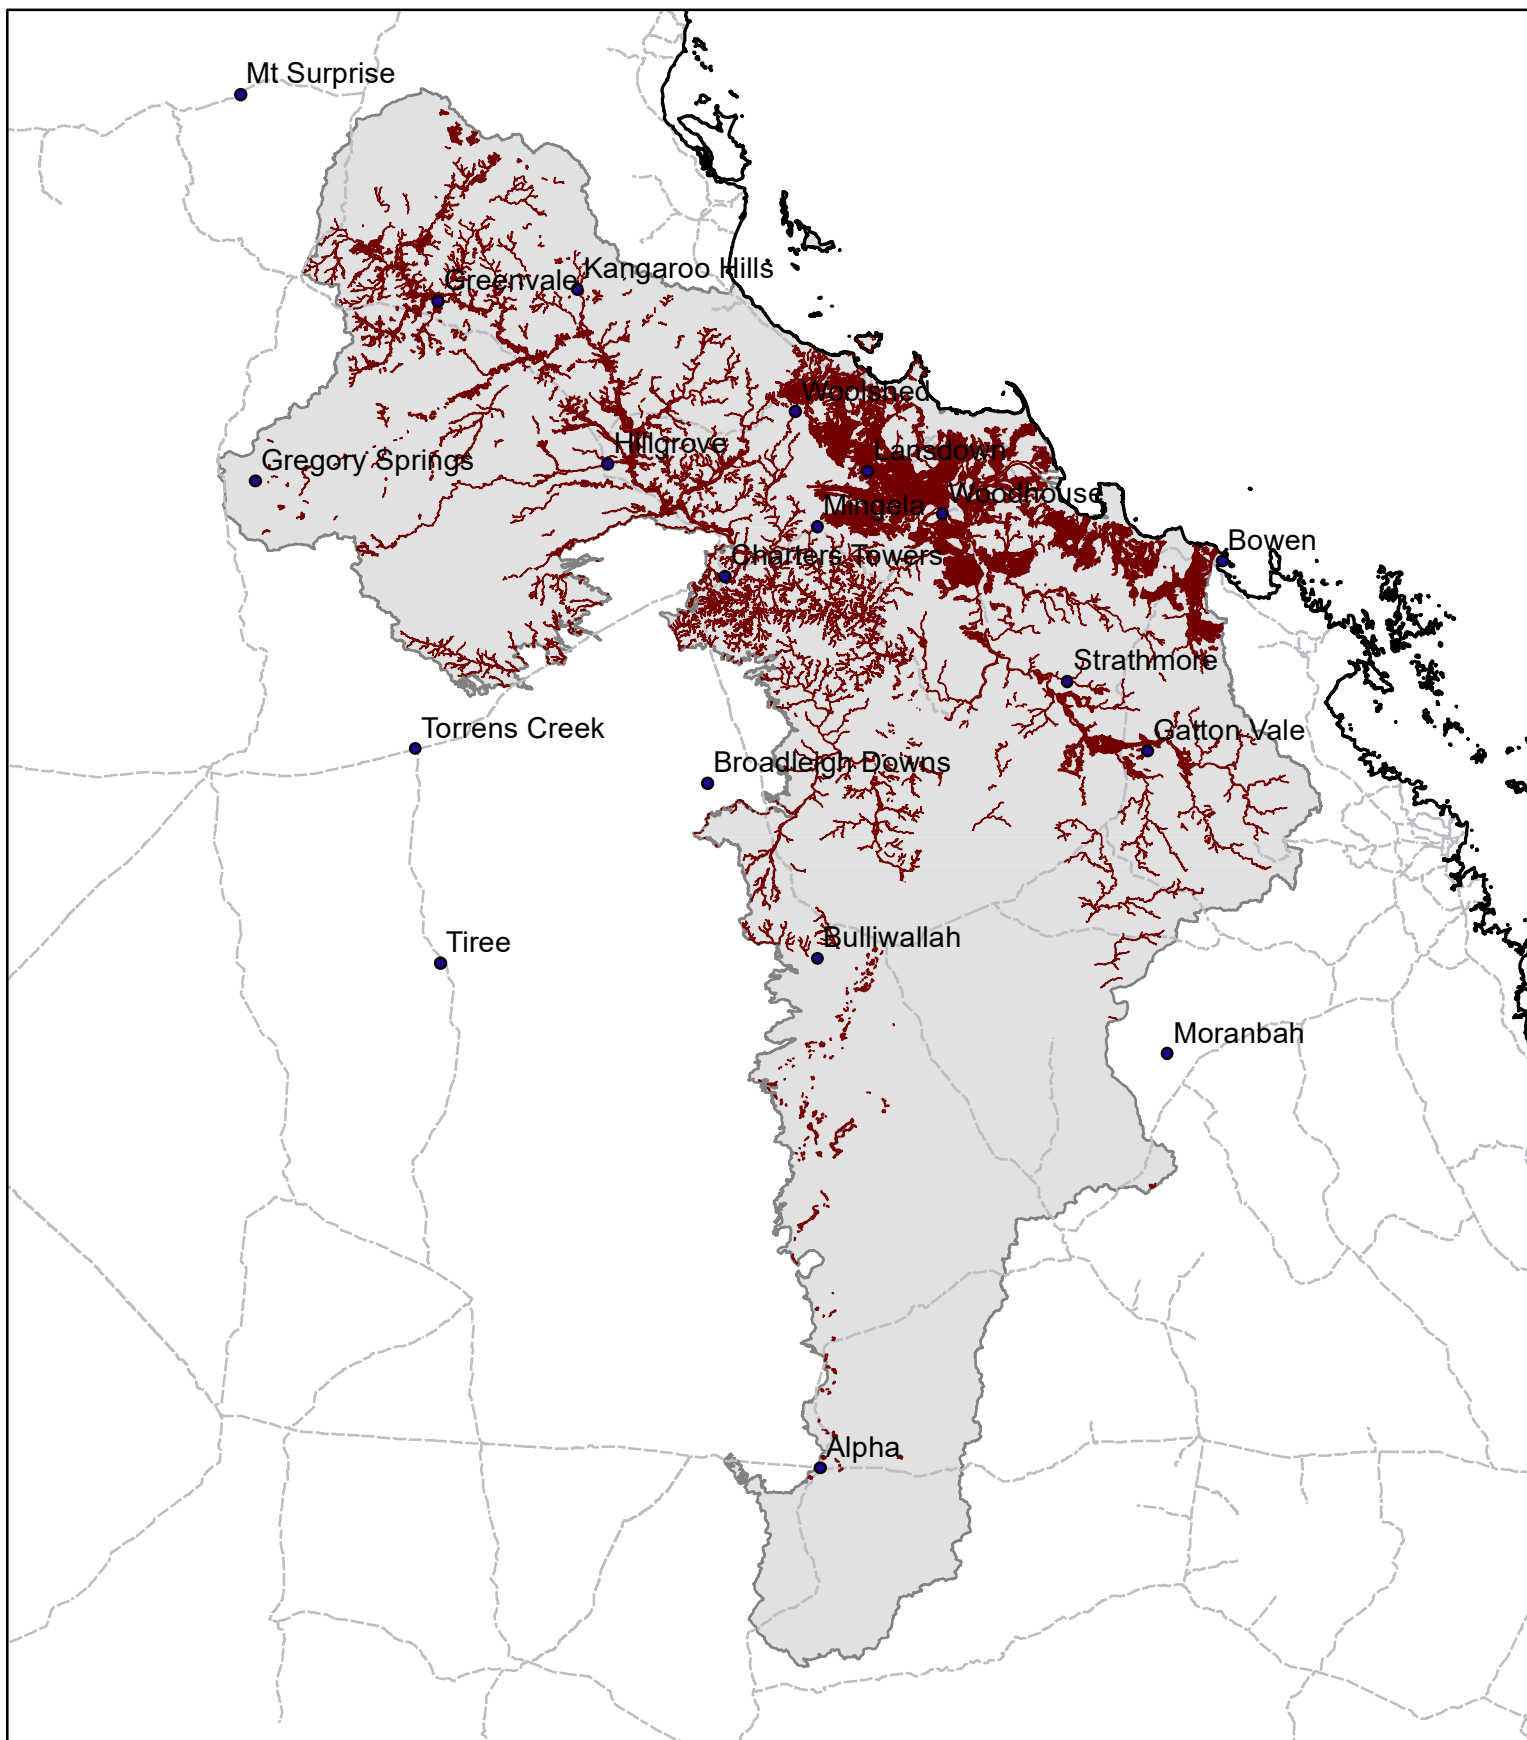 Mt Surprise
Kangaroo Hills
Greenvale
Woolshed
Hillgrove
Lansdown
Gregory Springs
Woodhouse
Mingela
Bowen
Charters Towers
Strathmore
Torrens Creek
Gatton Vale
Broadleigh Downs
Bulliwallah
Tiree
Moranbah
Alpha